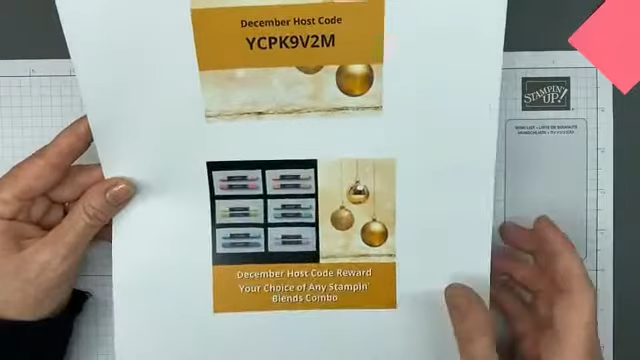 December Host Code
YCPK9V2M
STAMPIN' UP!
December Host Code Reward
Your Choice of Any Stampin'
Blends Combo